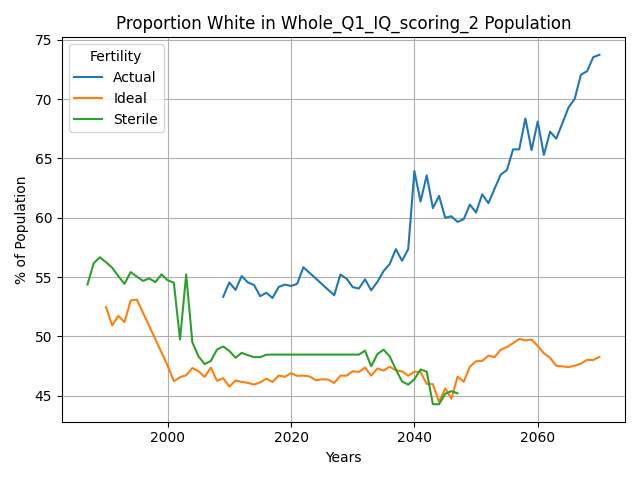 Proportion White in Whole_Q1_IQ_scoring_2 Population
75
70
65
60
55
50
45
% of Population
Fertility
Actual
Ideal
Sterile
2000
2020
2040
2060
Years